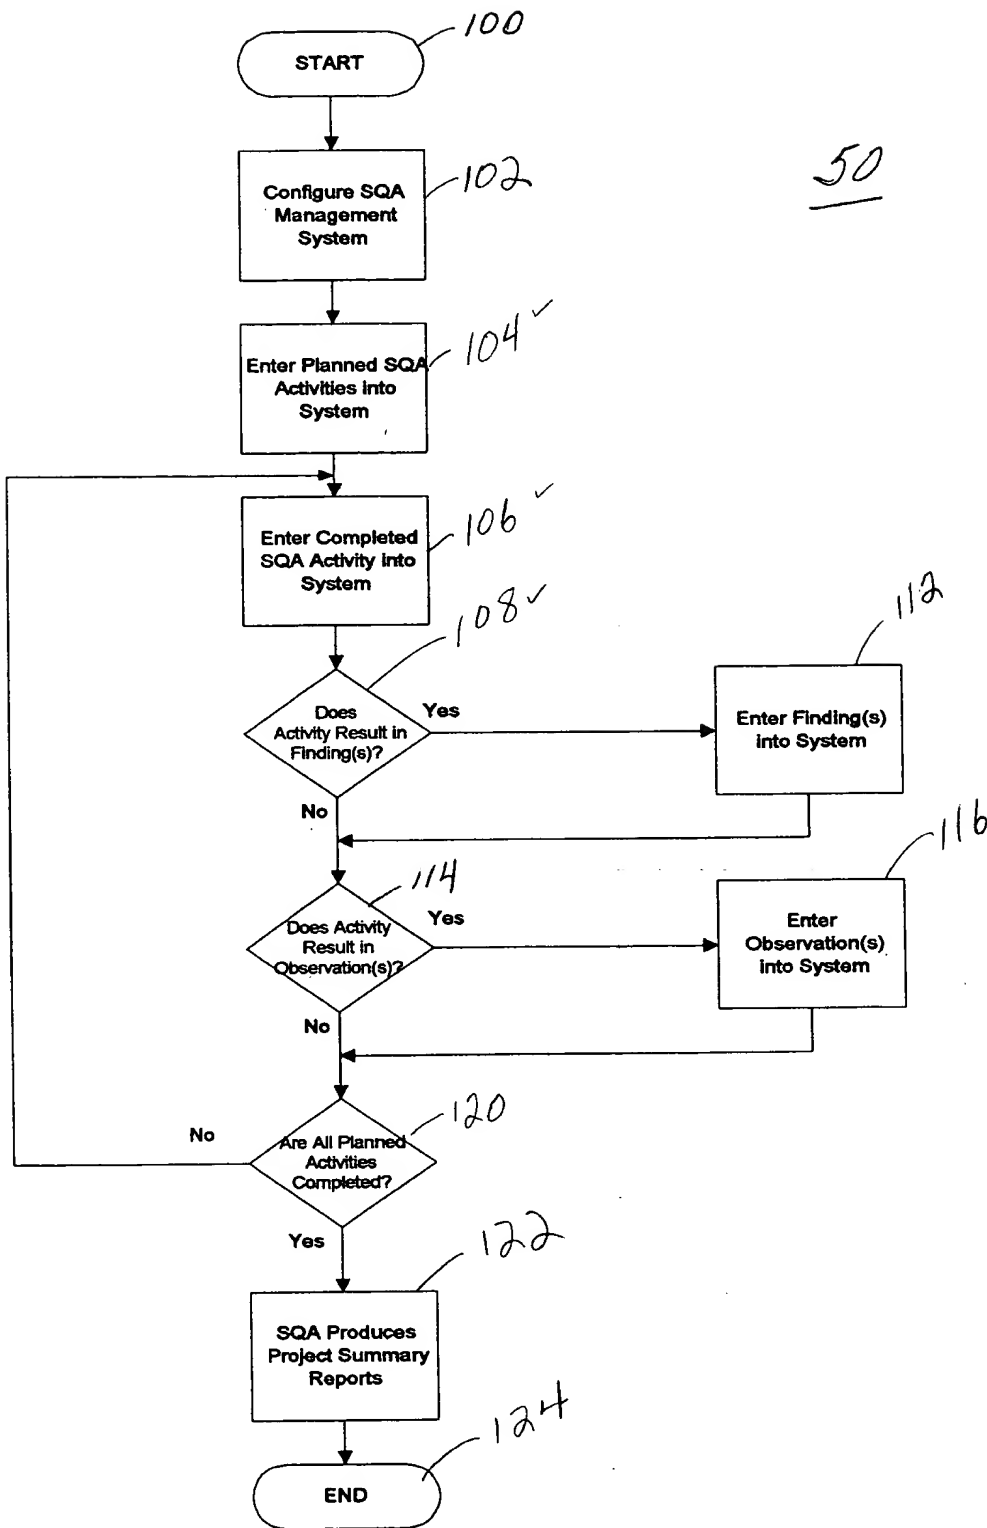 100
START
50
102
Configure SQA
Management
System
104 ✓
Enter Planned SQA
Activities into
System
106 ✓
Enter Completed
SQA Activity into
System
108 ✓
112
Does
Activity Result in
Finding(s)?
Yes
Enter Finding(s)
into System
No
116
114
Does Activity
Result in
Observation(s)?
Yes
Enter
Observation(s)
into System
No
120
No
Are All Planned
Activities
Completed?
Yes
122
SQA Produces
Project Summary
Reports
124
END